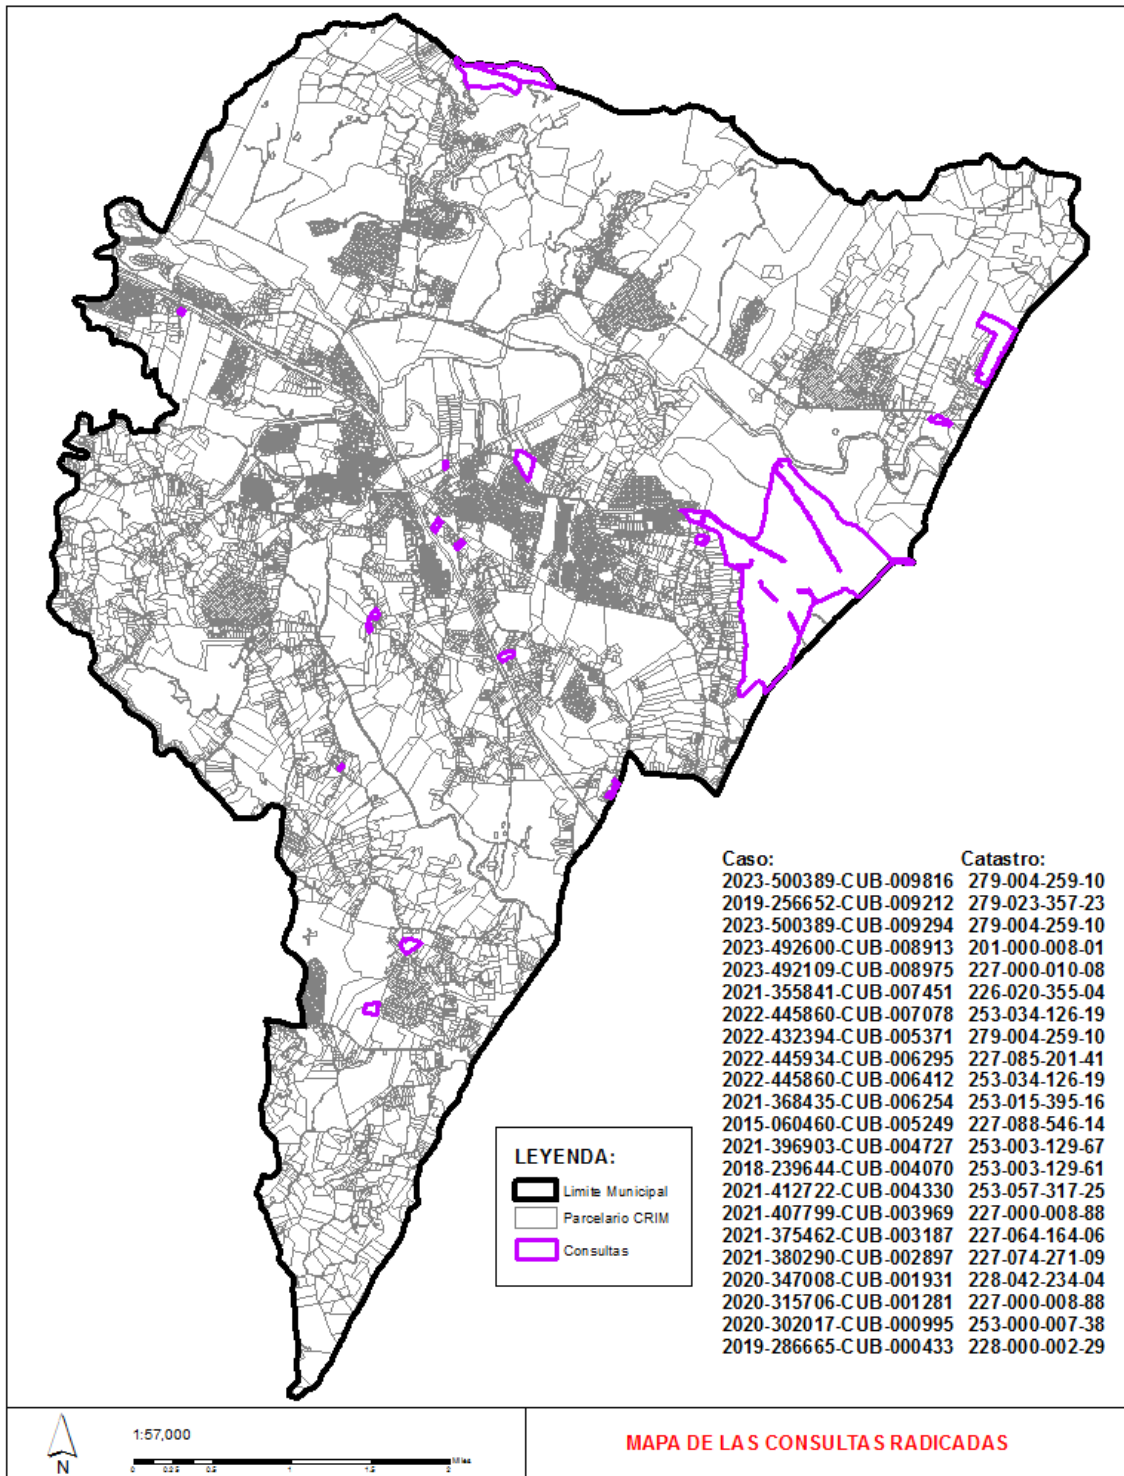 Caso: Catastro:
2023-500389-CUB-009816 279-004-259-10
2019-256652-CUB-009212 279-023-357-23
2023-500389-CUB-009294 279-004-259-10
2023-492600-CUB-008913 201-000-008-01
2023-492109-CUB-008975 227-000-010-08
2021-355841-CUB-007451 226-020-355-04
2022-445860-CUB-007078 253-034-126-19
2022-432394-CUB-005371 279-004-259-10
2022-445934-CUB-006295 227-085-201-41
2022-445860-CUB-006412 253-034-126-19
2021-368435-CUB-006254 253-015-395-16
2015-060460-CUB-005249 227-088-546-14
2021-396903-CUB-004727 253-003-129-67
2018-239644-CUB-004070 253-003-129-61
2021-412722-CUB-004330 253-057-317-25
2021-407799-CUB-003969 227-000-008-88
2021-375462-CUB-003187 227-064-164-06
2021-380290-CUB-002897 227-074-271-09
2020-347008-CUB-001931 228-042-234-04
2020-315706-CUB-001281 227-000-008-88
2020-302017-CUB-000995 253-000-007-38
2019-286665-CUB-000433 228-000-002-29
LEYENDA:
Limite Municipal
Parcelario CRIM
Consultas
N
1:57,000
Miles
0 0.25 0.5 1 1.5 2
MAPA DE LAS CONSULTAS RADICADAS